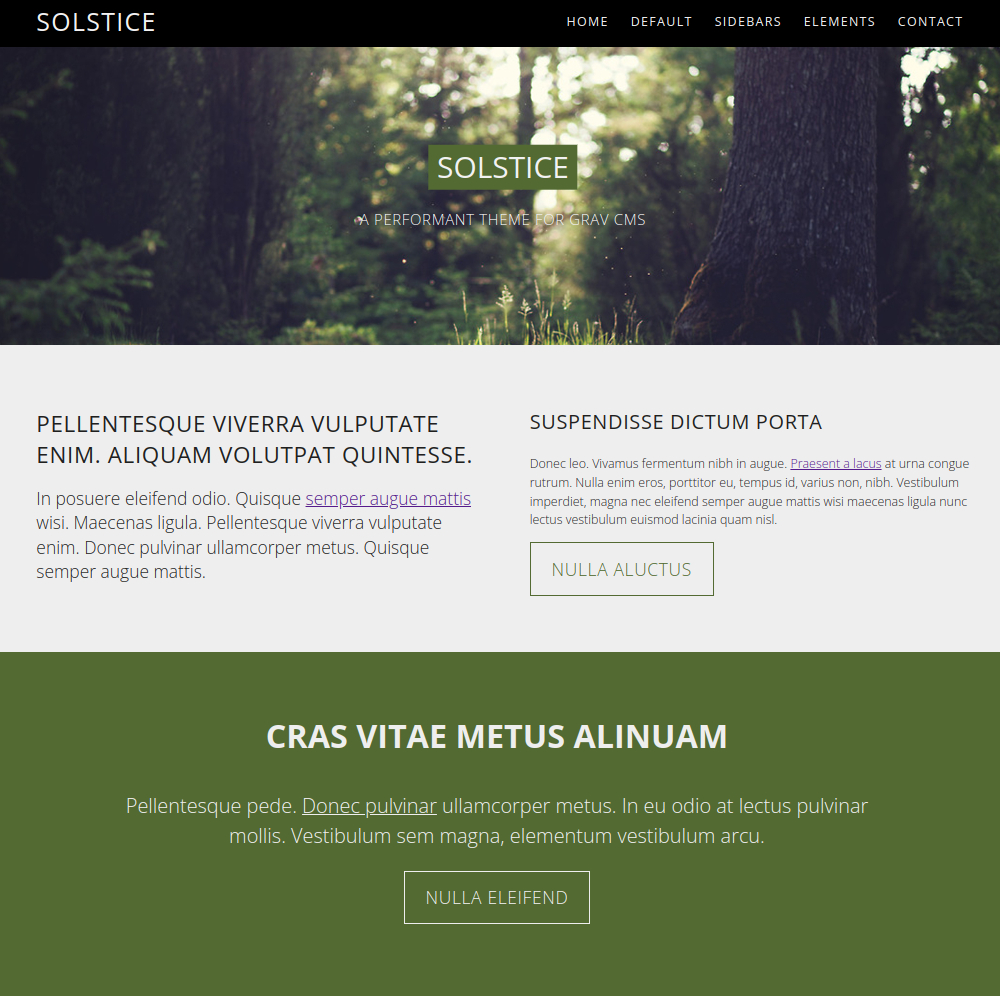 SOLSTICE
HOME DEFAULT SIDEBARS ELEMENTS CONTACT
SOLSTICE
A PERFORMANT THEME FOR GRAV CMS
PELLENTESQUE VIVERRA VULPUTATE
ENIM. ALIQUAM VOLUTPAT QUINTESSE.
In posuere eleifend odio. Quisque semper augue mattis
wisi. Maecenas ligula. Pellentesque viverra vulputate
enim. Donec pulvinar ullamcorper metus. Quisque
semper augue mattis.
SUSPENDISSE DICTUM PORTA
Donec leo. Vivamus fermentum nibh in augue. Praesent a lacus at urna congue
rutrum. Nulla enim eros, porttitor eu, tempus id, varius non, nibh. Vestibulum
imperdiet, magna nec eleifend semper augue mattis wisi maecenas ligula nunc
lectus vestibulum euismod lacinia quam nisl.
NULLA ALUCTUS
CRAS VITAE METUS ALINUAM
Pellentesque pede. Donec pulvinar ullamcorper metus. In eu odio at lectus pulvinar
mollis. Vestibulum sem magna, elementum vestibulum arcu.
NULLA ELEIFEND